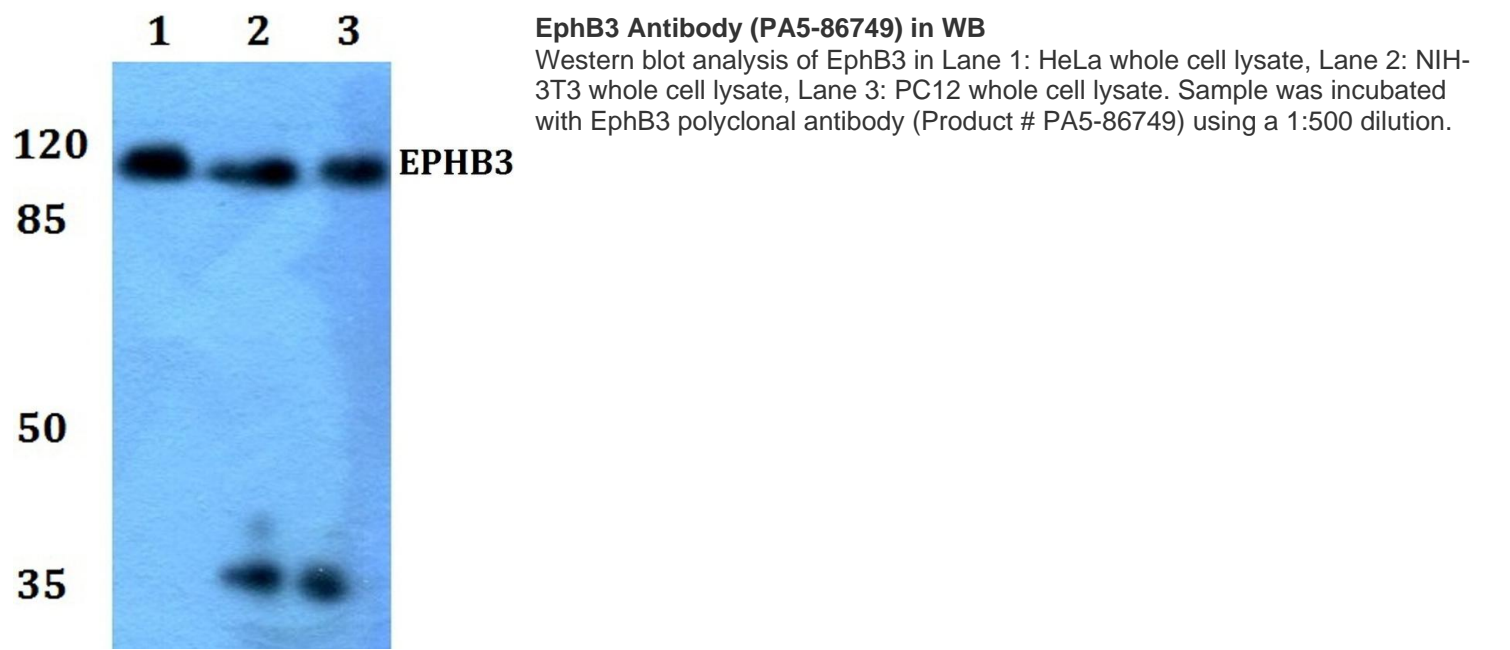 1 2 3
EphB3 Antibody (PA5-86749) in WB
Western blot analysis of EphB3 in Lane 1: HeLa whole cell lysate, Lane 2: NIH-
3T3 whole cell lysate, Lane 3: PC12 whole cell lysate. Sample was incubated
with EphB3 polyclonal antibody (Product # PA5-86749) using a 1:500 dilution.
120
EPHB3
85
50
35